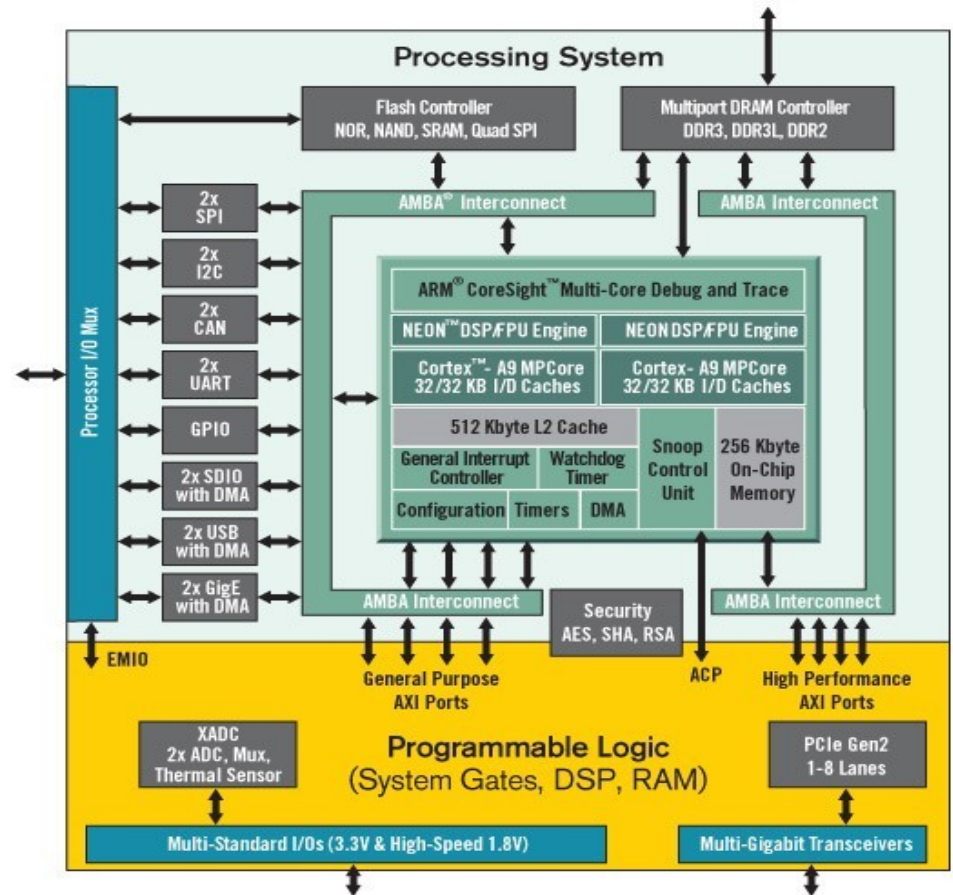 Processing System
Flash Controller
NOR, NAND, SRAM, Quad SPI
Multiport DRAM Controller
DDR3, DDR3L, DDR2
Processor I/O Mux
2x
SPI
2x
I2C
2x
CAN
2x
UART
GPIO
2x SDIO
with DMA
2x USB
with DMA
2x GigE
with DMA
AMBA® Interconnect
AMBA Interconnect
ARM® CoreSight™ Multi-Core Debug and Trace
NEON™ DSP/FPU Engine
NEON DSP/FPU Engine
Cortex™- A9 MPCore
32/32 KB I/D Caches
Cortex- A9 MPCore
32/32 KB I/D Caches
512 Kbyte L2 Cache
General Interrupt
Controller
Watchdog
Timer
Configuration
Timers
DMA
Snoop
Control
Unit
256 Kbyte
On-Chip
Memory
AMBA Interconnect
AMBA Interconnect
Security
AES, SHA, RSA
EMIO
General Purpose
AXI Ports
ACP
High Performance
AXI Ports
XADC
2x ADC, Mux,
Thermal Sensor
Programmable Logic
(System Gates, DSP, RAM)
PCIe Gen2
1-8 Lanes
Multi-Standard I/Os (3.3V & High-Speed 1.8V)
Multi-Gigabit Transceivers